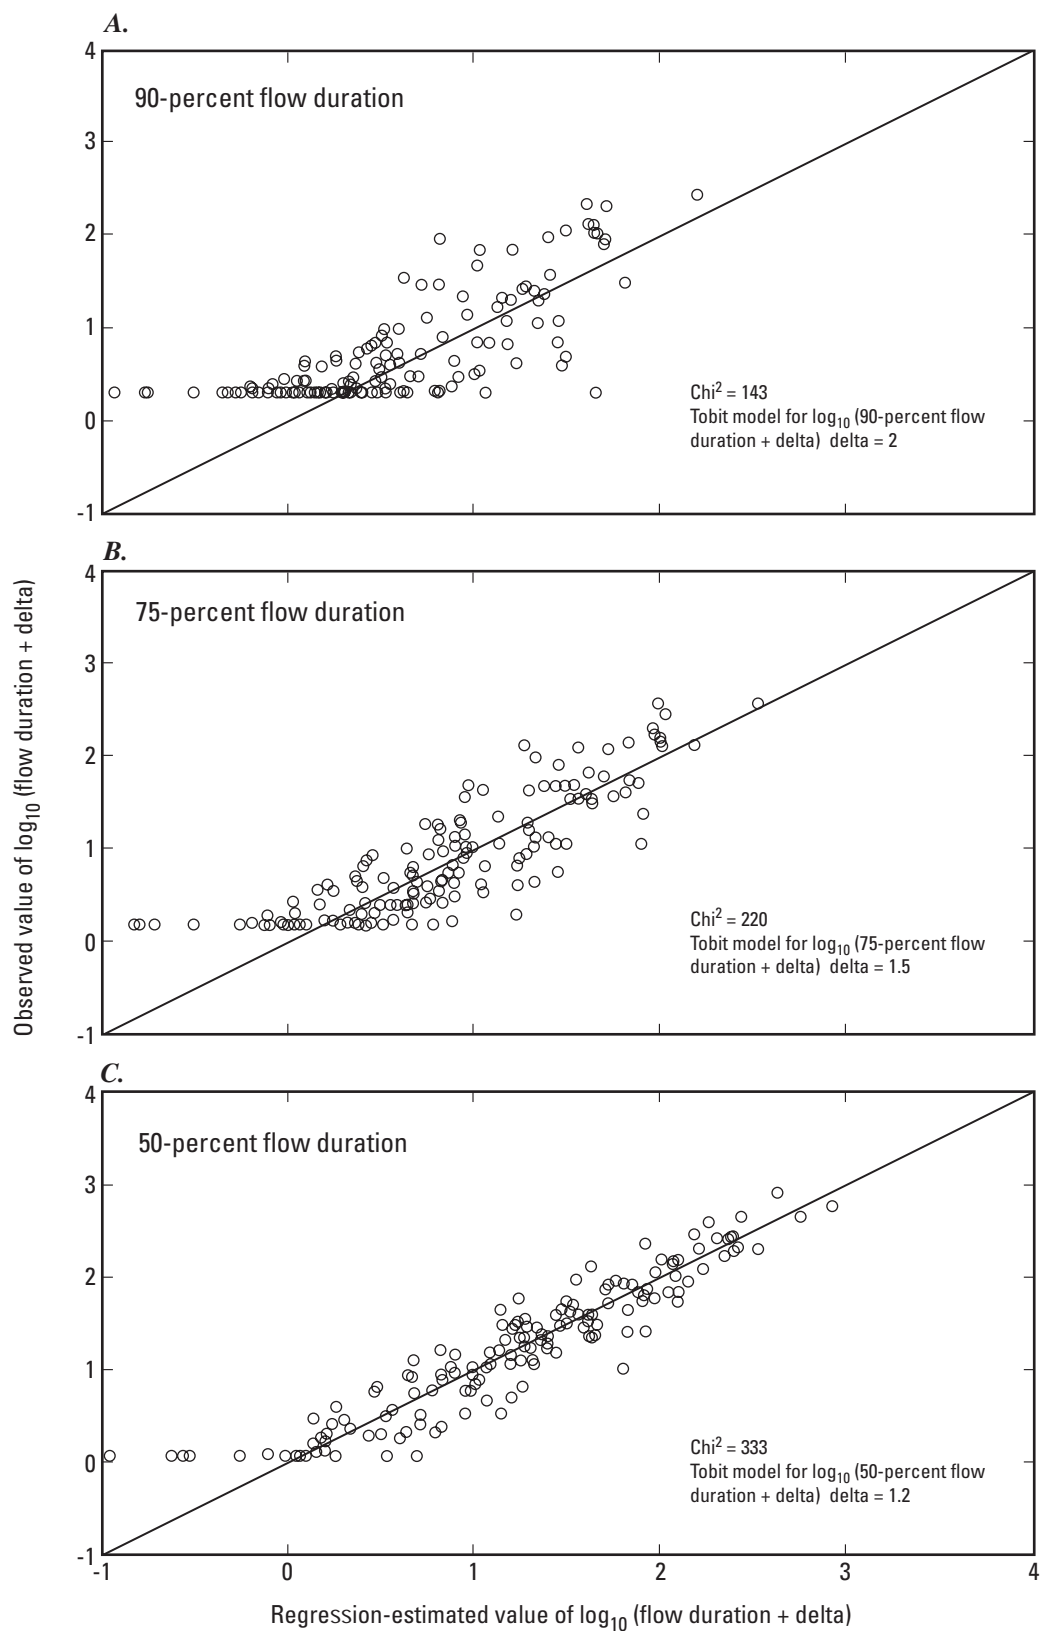 A.
4
90-percent flow duration
3
2
1
Chi² = 143
Tobit model for log₁₀ (90-percent flow
0
duration + delta) delta = 2
-1
B.
4
75-percent flow duration
3
2
1
Chi² = 220
Tobit model for log₁₀ (75-percent flow
0
duration + delta) delta = 1.5
-1
Observed value of log₁₀ (flow duration + delta)
C.
4
50-percent flow duration
3
2
1
Chi² = 333
0
Tobit model for log₁₀ (50-percent flow
duration + delta) delta = 1.2
-1
-1 0 1 2 3 4
Regression-estimated value of log₁₀ (flow duration + delta)